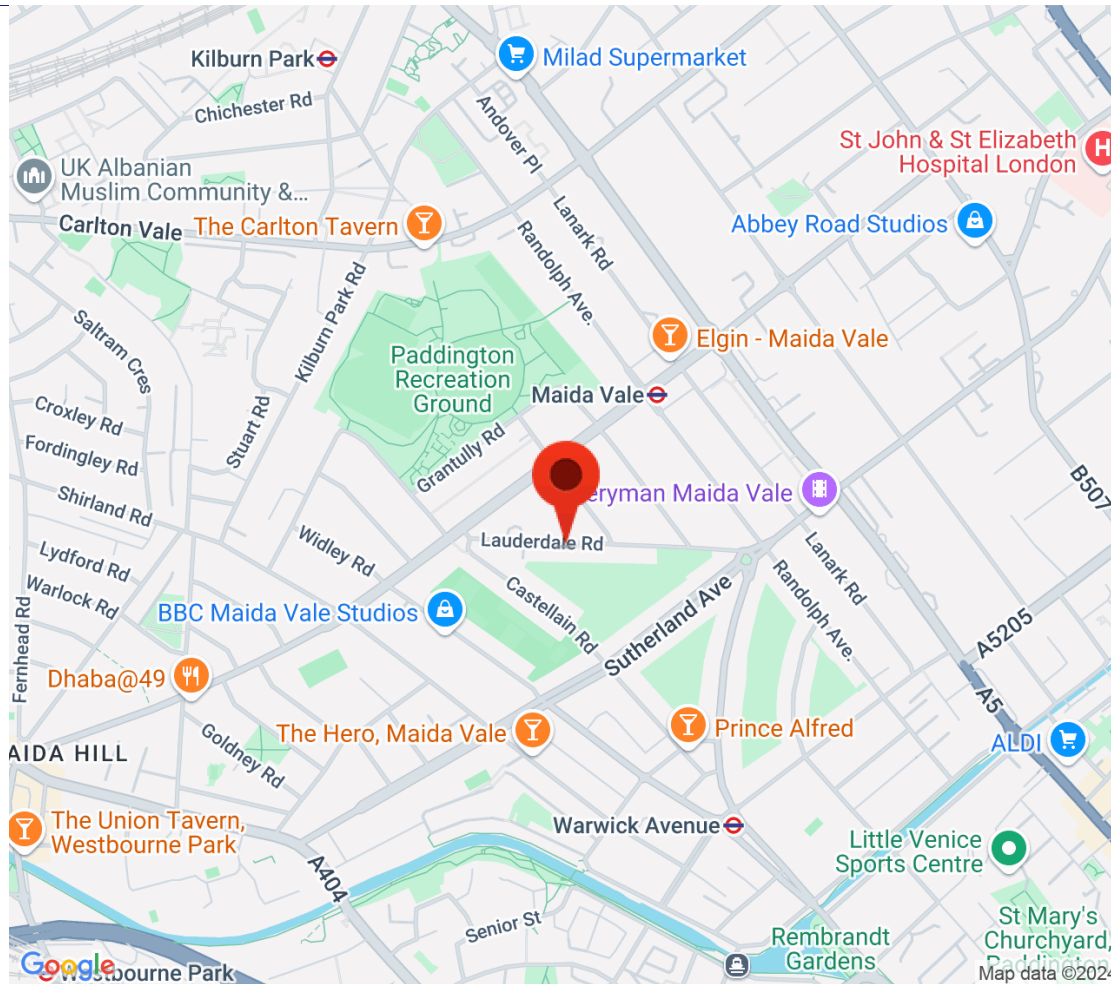 Kilburn Park
Milad Supermarket
Chichester Rd
Andover Pl
St John & St Elizabeth
Hospital London
H
UK Albanian
Muslim Community &...
Carlton Vale
The Carlton Tavern
Lanark Rd
Abbey Road Studios
Randolph Ave.
Kilburn Park Rd
Saltram Cres
Elgin - Maida Vale
Paddington
Recreation
Ground
Maida Vale
Croxley Rd
Stuart Rd
Fordingley Rd
Grantully Rd
B507
eryman Maida Vale
Shirland Rd
Widley Rd
Lauderdale Rd
Lanark Rd
Lydford Rd
Warlock Rd
Castellain Rd
Sutherland Ave
Randolph Ave.
BBC Maida Vale Studios
A5205
Fernhead Rd
Dhaba@49
A5
The Hero, Maida Vale
Prince Alfred
Goldney Rd
ALDI
AIDA HILL
The Union Tavern,
Westbourne Park
Warwick Avenue
Little Venice
Sports Centre
A404
Senior St
St Mary's
Churchyard,
Paddington
Rembrandt
Gardens
Google
Westbourne Park
Map data ©2024